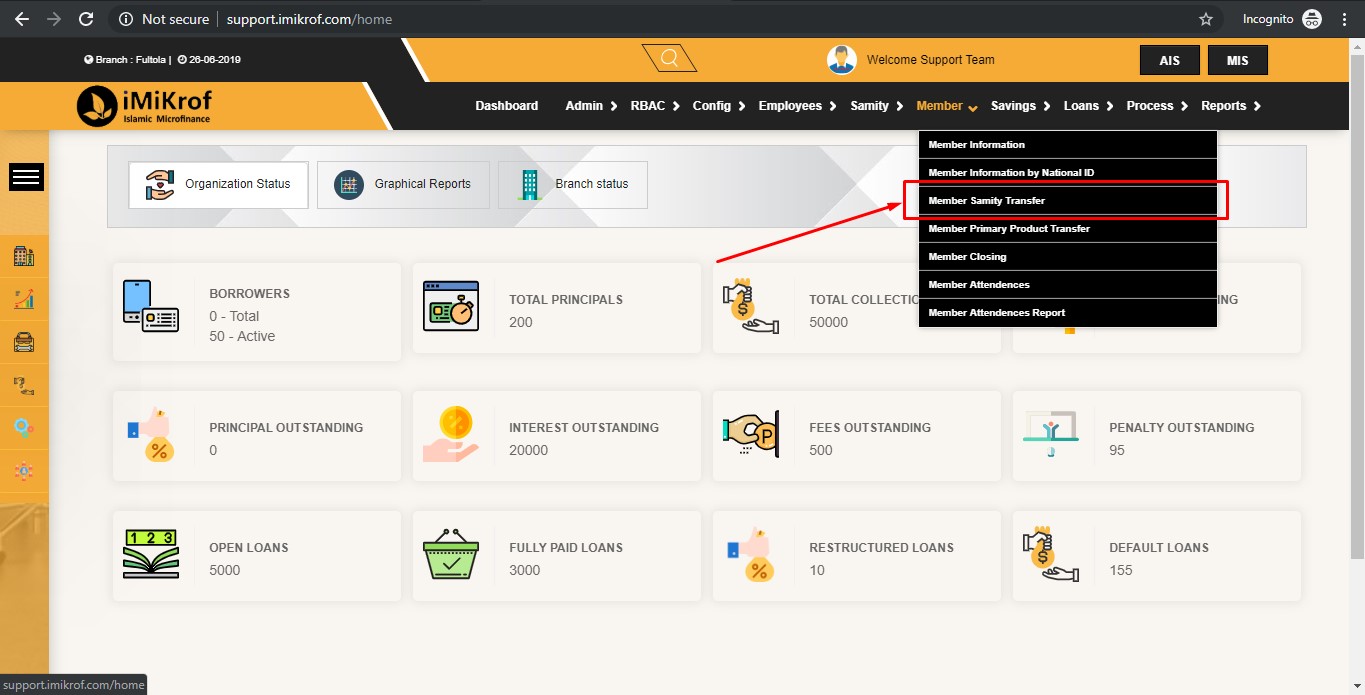 Not secure | support.imikrof.com/home
Incognito
Branch : Fultola | 26-06-2019
Welcome Support Team
AIS
MIS
iMiKrof
Islamic Microfinance
Dashboard
Admin
RBAC
Config
Employees
Samity
Member
Savings
Loans
Process
Reports
Member Information
Member Information by National ID
Member Samity Transfer
Member Primary Product Transfer
Member Closing
Member Attendences
Member Attendences Report
Organization Status
Graphical Reports
Branch status
BORROWERS
0 - Total
50 - Active
TOTAL PRINCIPALS
200
TOTAL COLLECTIO
50000
NG
PRINCIPAL OUTSTANDING
0
INTEREST OUTSTANDING
20000
FEES OUTSTANDING
500
P
PENALTY OUTSTANDING
95
1 2 3
OPEN LOANS
5000
FULLY PAID LOANS
3000
RESTRUCTURED LOANS
10
DEFAULT LOANS
155
support.imikrof.com/home